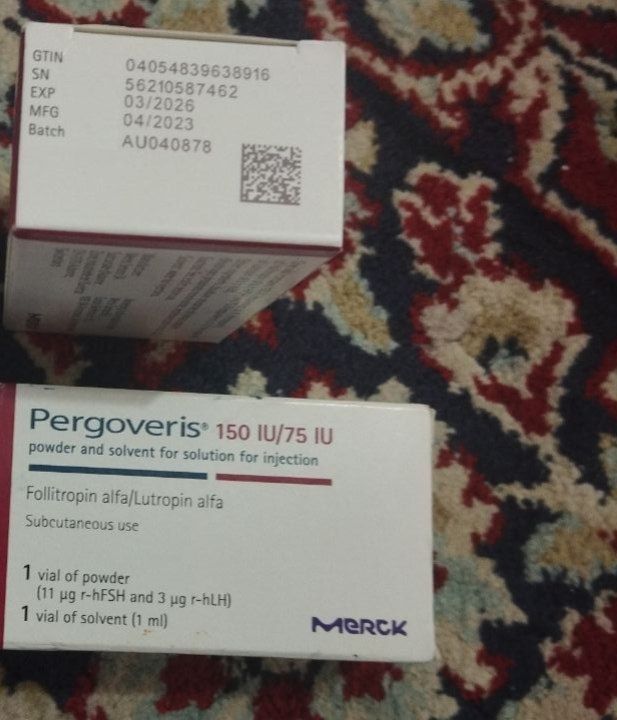 GTIN 04054839638916
SN 56210587462
EXP 03/2026
MFG 04/2023
Batch AU040878
Pergoveris® 150 IU/75 IU
powder and solvent for solution for injection
Follitropin alfa/Lutropin alfa
Subcutaneous use
1 vial of powder
(11 µg r-hFSH and 3 µg r-hLH)
1 vial of solvent (1 ml)
MERCK